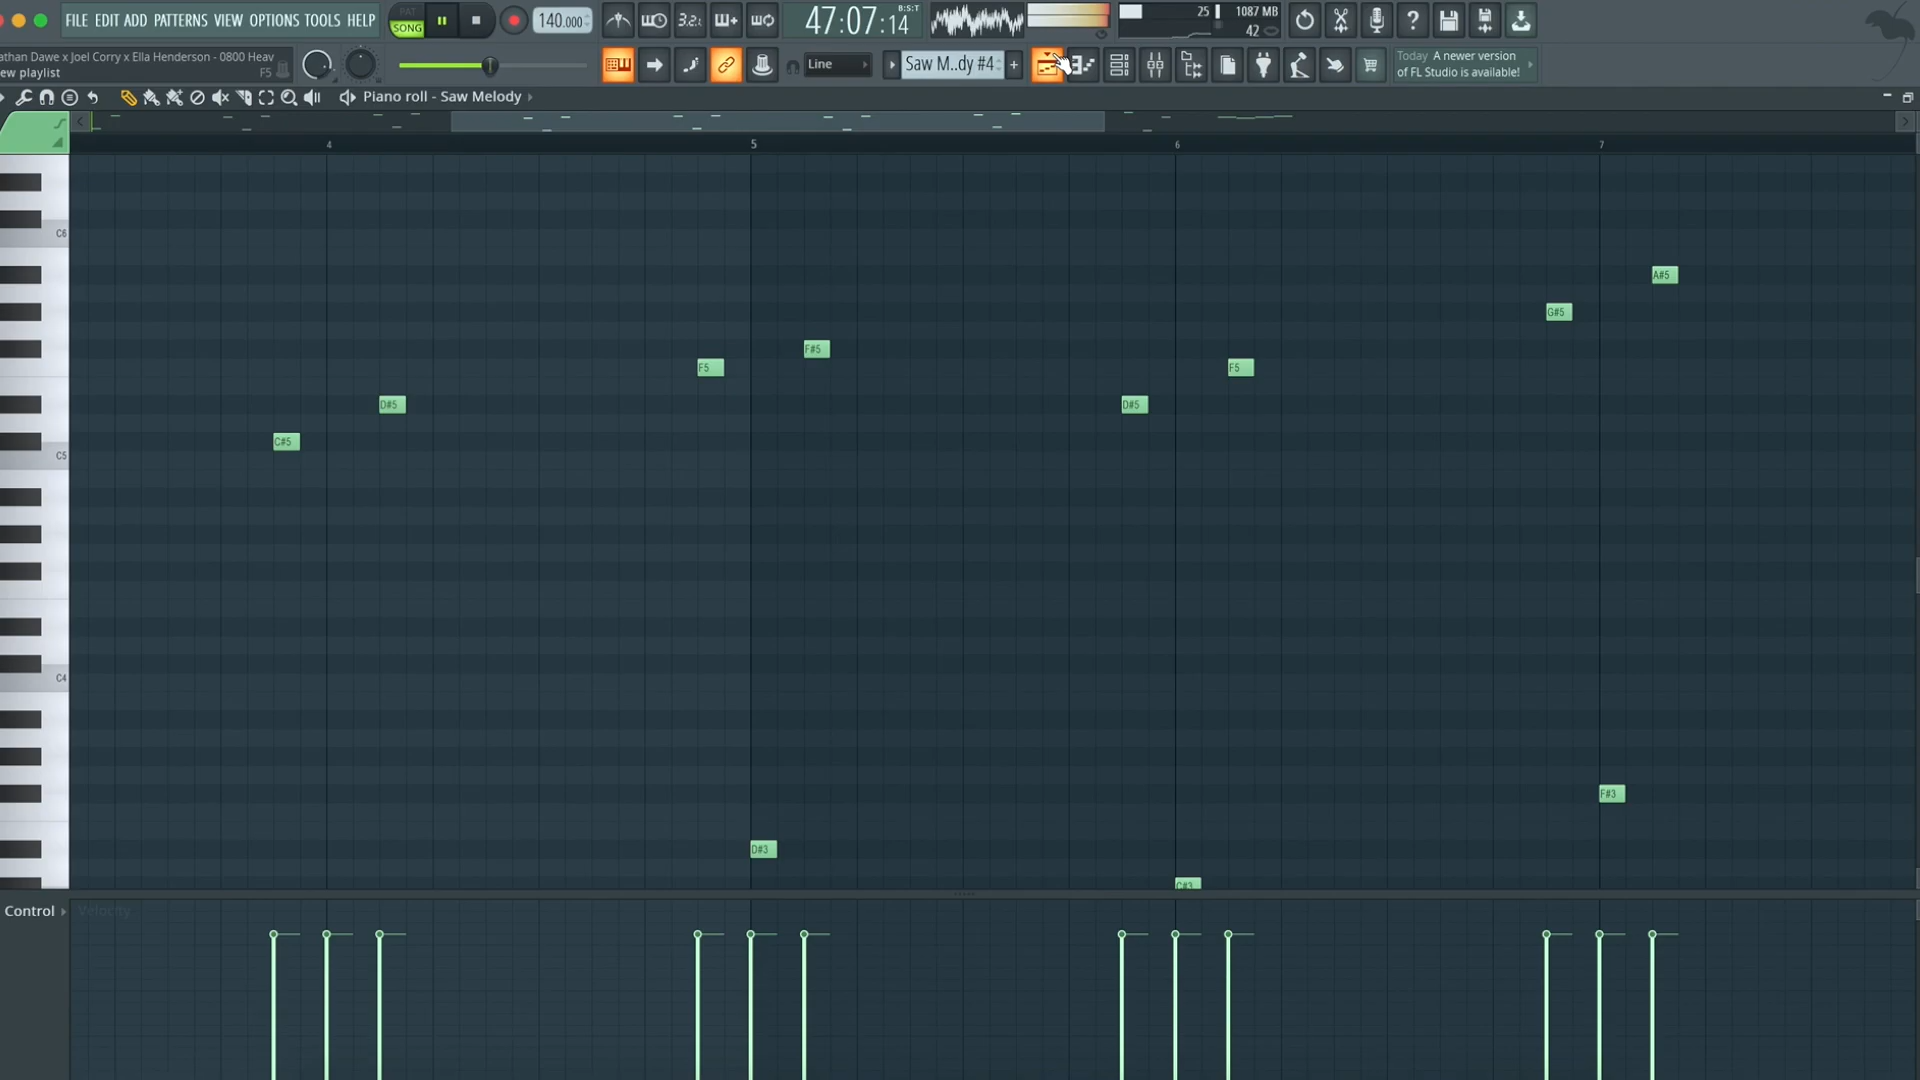 FILE EDIT ADD PATTERNS VIEW OPTIONS TOOLS HELP
PAT
SONG
140.000
3.2.
47:07:14
B:S:T
25
1087 MB
42
athan Dawe x Joel Corry x Ella Henderson - 0800 Heav
ew playlist
F5
Line
Saw M..dy #4
Today A newer version
of FL Studio is available!
Piano roll - Saw Melody
4
5
6
7
C6
A#5
G#5
F#5
F5
F5
D#5
D#5
C#5
C5
C4
F#3
D#3
C#3
Control
Velocity